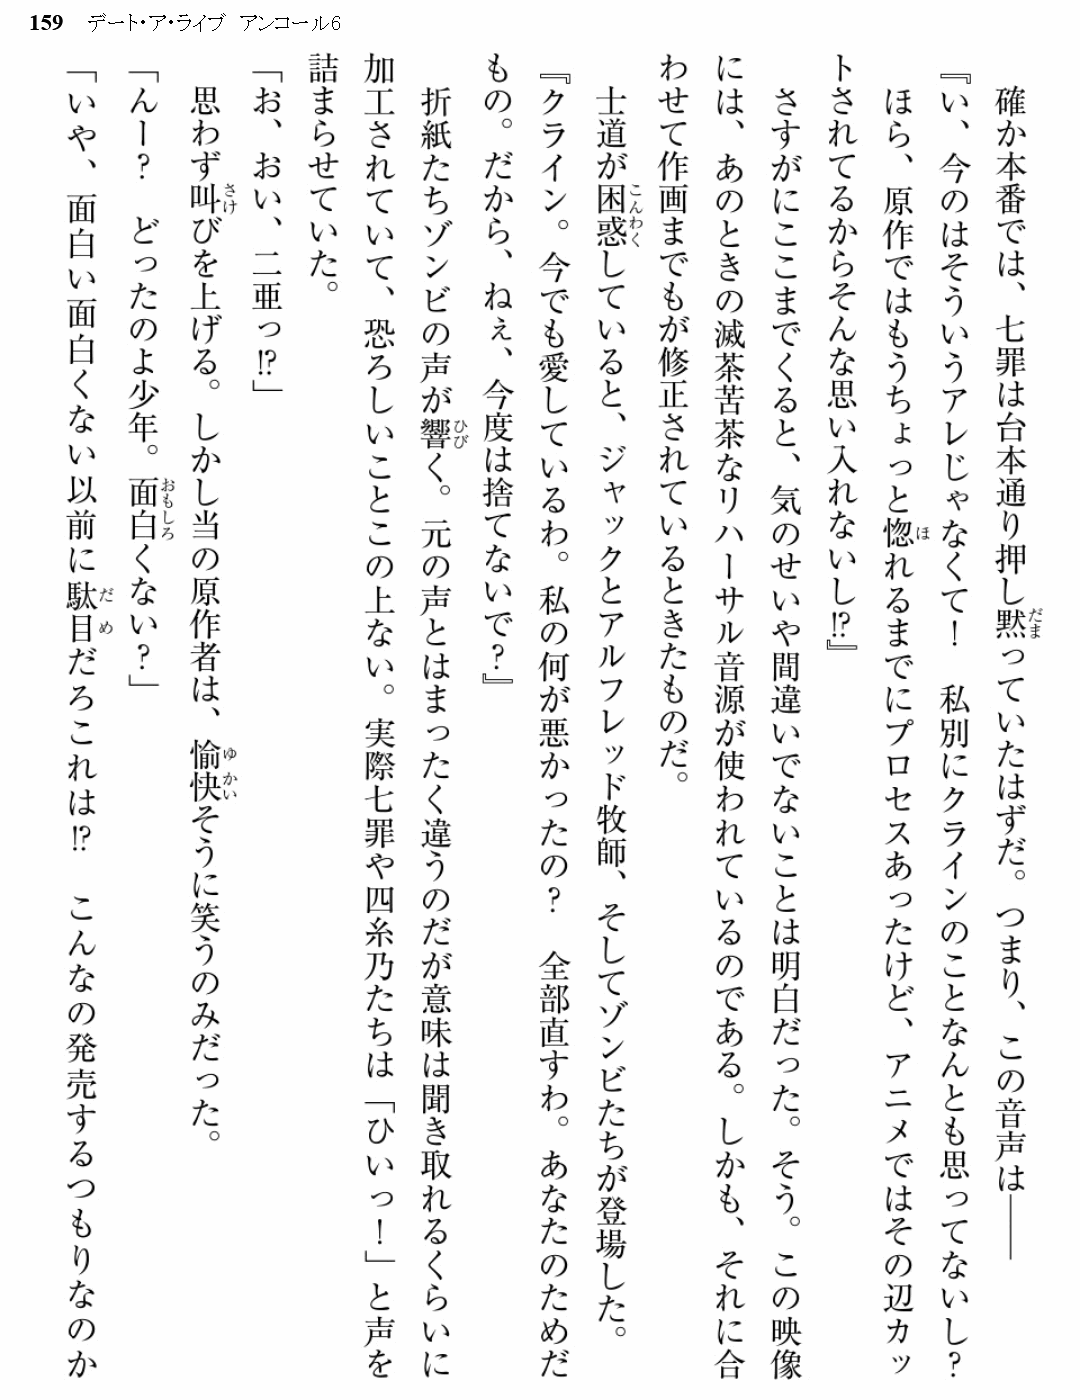 159　デート・ア・ライブ　アンコール6
　確か本番では、七罪は台本通り押し黙っていたはずだ。つまり、この音声は――
『い、今のはそういうアレじゃなくて！　私別にクラインのことなんとも思ってないし？
　ほら、原作ではもうちょっと惚れるまでにプロセスあったけど、アニメではその辺カッ
トされてるからそんな思い入れないし⁉』
　さすがにここまでくると、気のせいや間違いでないことは明白だった。そう。この映像
には、あのときの滅茶苦茶なリハーサル音源が使われているのである。しかも、それに合
わせて作画までもが修正されているときたものだ。
　士道が困惑していると、ジャックとアルフレッド牧師、そしてゾンビたちが登場した。
『クライン。今でも愛しているわ。私の何が悪かったの？　全部直すわ。あなたのためだ
もの。だから、ねぇ、今度は捨てないで？』
　折紙たちゾンビの声が響く。元の声とはまったく違うのだが意味は聞き取れるくらいに
加工されていて、恐ろしいことこの上ない。実際七罪や四糸乃たちは「ひいっ！」と声を
詰まらせていた。
「お、おい、二亜っ⁉」
　思わず叫びを上げる。しかし当の原作者は、愉快そうに笑うのみだった。
「んー？　どったのよ少年。面白くない？」
「いや、面白い面白くない以前に駄目だろこれは⁉　こんなの発売するつもりなのか